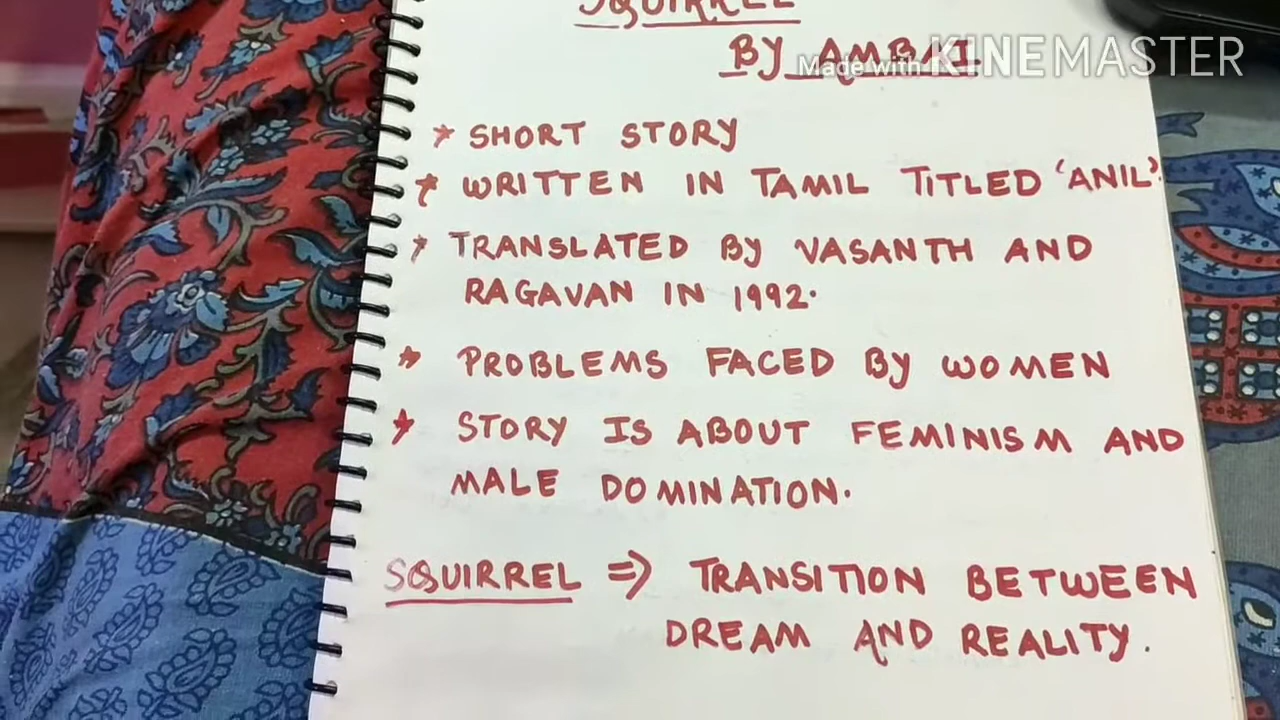 SQUIRREL
BY AMBAI
Made with KINEMASTER
* SHORT STORY
* WRITTEN IN TAMIL TITLED 'ANIL'.
* TRANSLATED BY VASANTH AND
RAGAVAN IN 1992.
* PROBLEMS FACED BY WOMEN
* STORY IS ABOUT FEMINISM AND
MALE DOMINATION.
SQUIRREL => TRANSITION BETWEEN
DREAM AND REALITY.